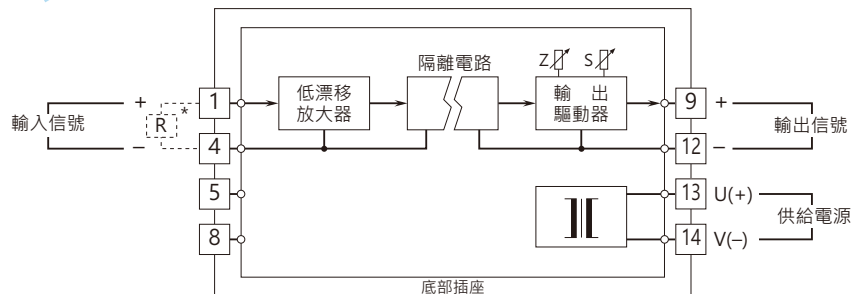 隔離電路
Z
S
低漂移
放大器
輸 出
驅動器
輸入信號
+
−
R
*
1
4
5
8
9
12
13
14
+
−
輸出信號
U(+)
V(−)
供給電源
底部插座